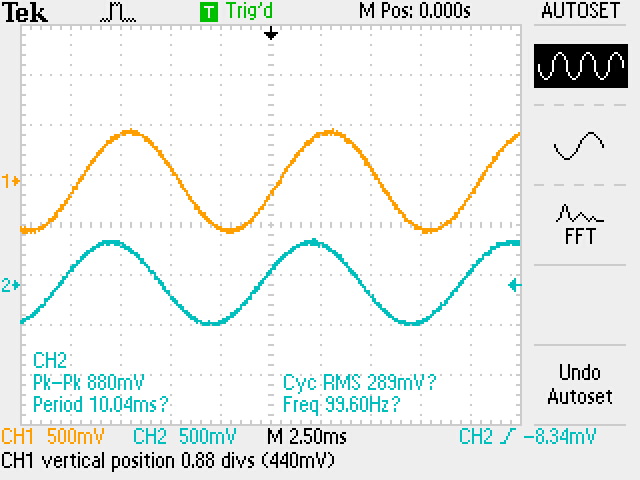 Tek T Trig'd M Pos: 0.000s AUTOSET
1
FFT
2
CH2
Pk-Pk 880mV Cyc RMS 289mV?
Period 10.04ms? Freq 99.60Hz?
Undo
Autoset
CH1 500mV CH2 500mV M 2.50ms CH2 -8.34mV
CH1 vertical position 0.88 divs (440mV)